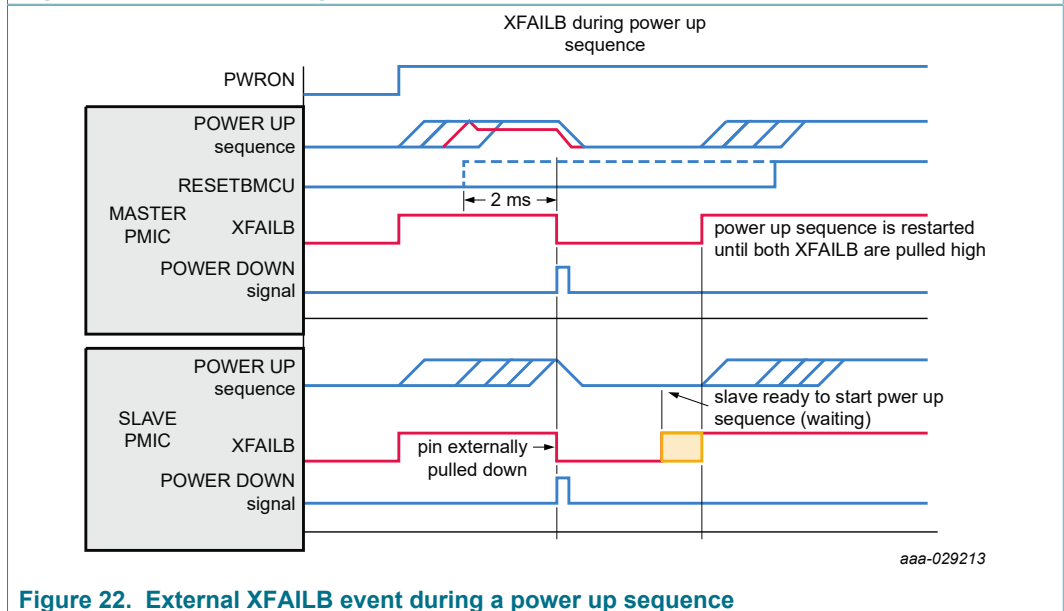 XFAILB during power up
sequence
PWRON
POWER UP
sequence
RESETBMCU
2 ms
MASTER
PMIC
XFAILB
power up sequence is restarted
until both XFAILB are pulled high
POWER DOWN
signal
POWER UP
sequence
slave ready to start pwer up
sequence (waiting)
SLAVE
PMIC
XFAILB
pin externally
pulled down
POWER DOWN
signal
aaa-029213
Figure 22. External XFAILB event during a power up sequence